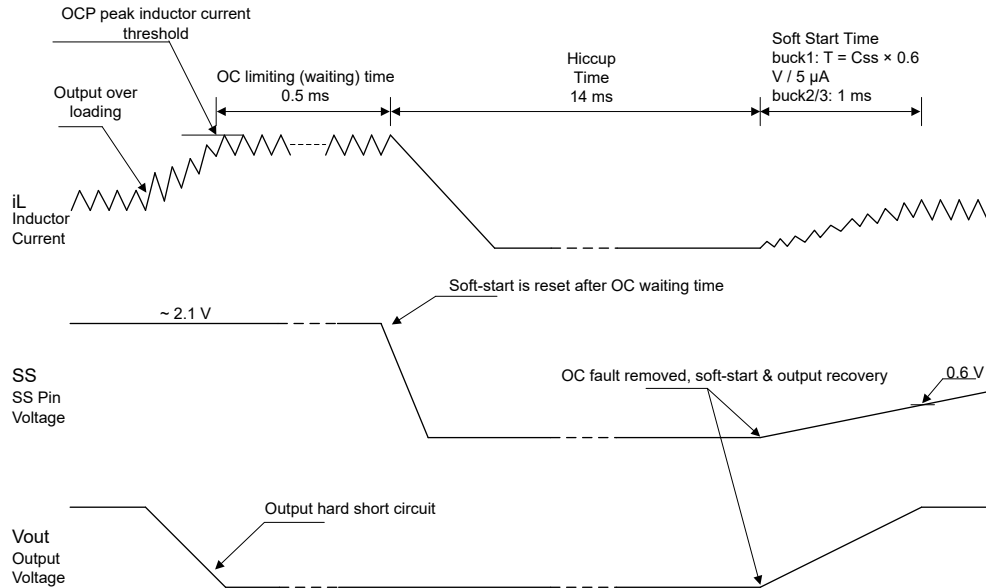 OCP peak inductor current
threshold
OC limiting (waiting) time
0.5 ms
Hiccup
Time
14 ms
Soft Start Time
buck1: T = Css × 0.6
V / 5 µA
buck2/3: 1 ms
Output over
loading
iL
Inductor
Current
Soft-start is reset after OC waiting time
~ 2.1 V
SS
SS Pin
Voltage
OC fault removed, soft-start & output recovery
0.6 V
Output hard short circuit
Vout
Output
Voltage